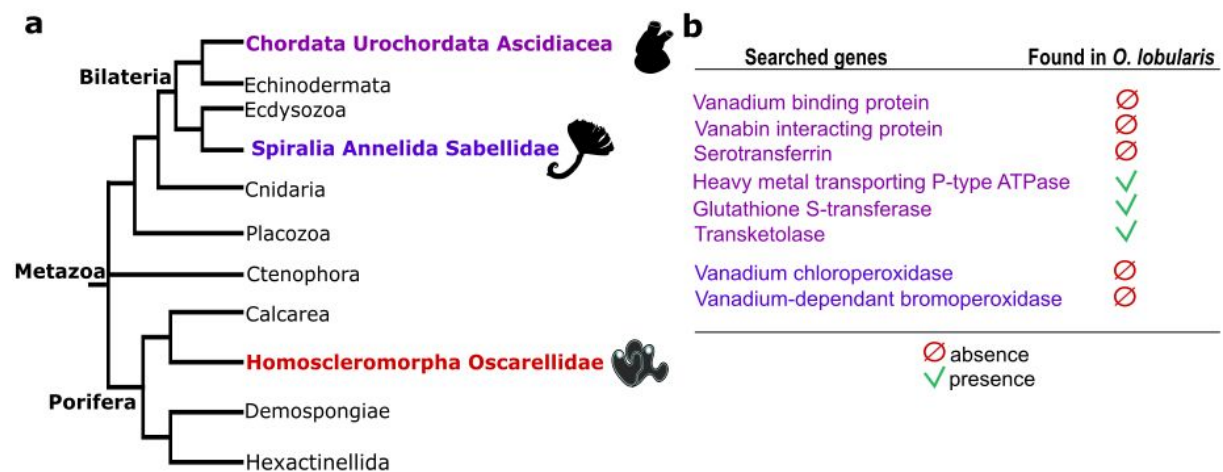 a
Chordata Urochordata Ascidiacea
Bilateria
Echinodermata
Ecdysozoa
Spiralia Annelida Sabellidae
Cnidaria
Placozoa
Metazoa
Ctenophora
Calcarea
Homoscleromorpha Oscarellidae
Porifera
Demospongiae
Hexactinellida
b
Searched genes Found in O. lobularis
Vanadium binding protein
Vanabin interacting protein
Serotransferrin
Heavy metal transporting P-type ATPase
Glutathione S-transferase
Transketolase
Vanadium chloroperoxidase
Vanadium-dependant bromoperoxidase
absence
presence